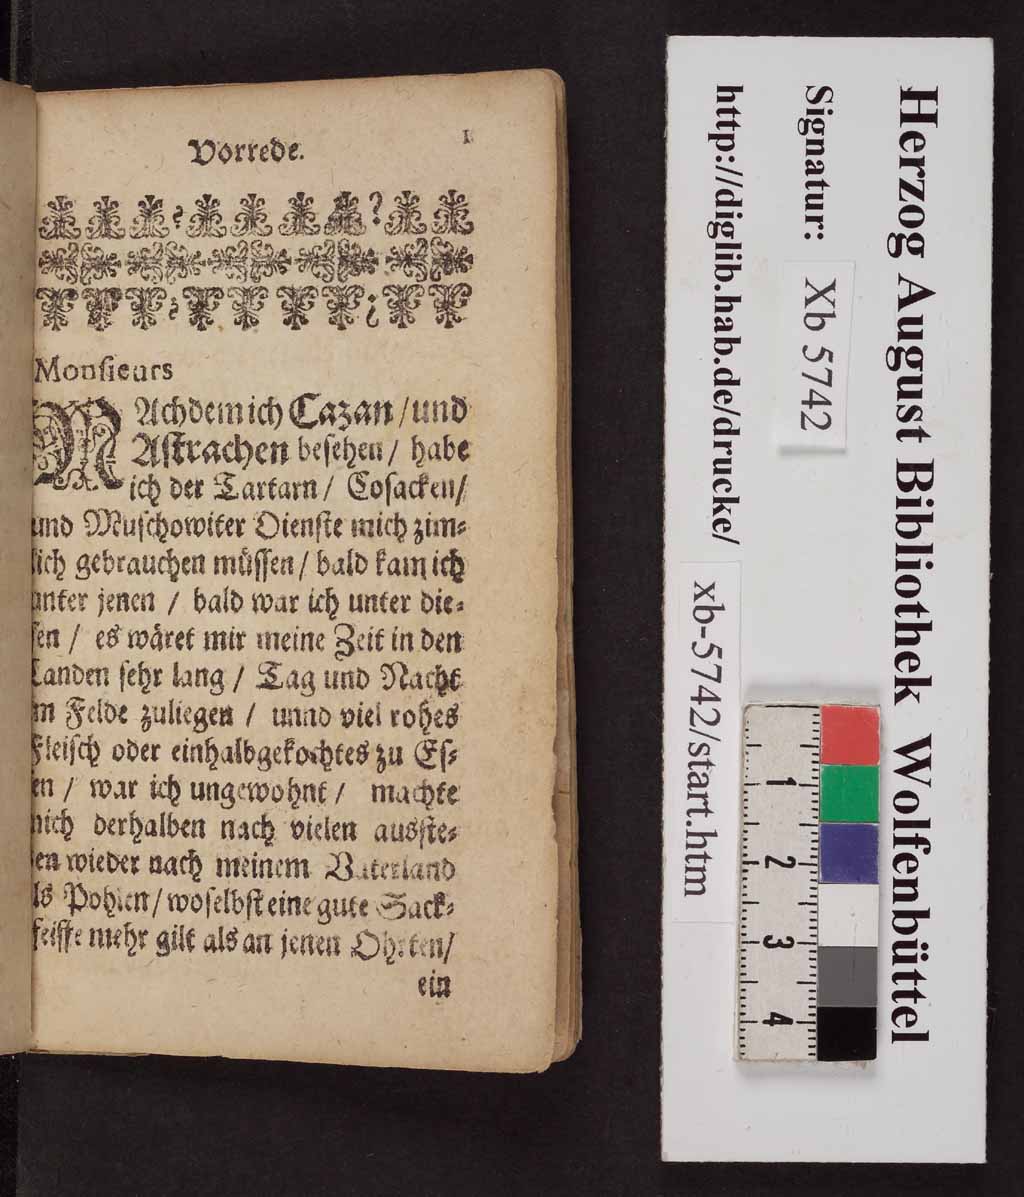 Vorrede.
1
Monsieurs
NAchdem ich Cazan / und
Astrachen besehen / habe
ich der Tartarn / Cosacken /
und Muschowiter Dienste mich zim⸗
lich gebrauchen müssen / bald kam ich
unter jenen / bald war ich unter die⸗
sen / es wäret mir meine Zeit in den
Landen sehr lang / Tag und Nacht
im Felde zuliegen / unnd viel rohes
Fleisch oder einhalbgekochtes zu Es⸗
sen / war ich ungewohnt / machte
mich derhalben nach vielen ausste⸗
en wieder nach meinem Vaterland
als Pohlen / woselbst eine gute Sack⸗
pfeiffe mehr gilt als an jenen Ohrten /
ein
Herzog August Bibliothek Wolfenbüttel
Signatur: Xb 5742
http://diglib.hab.de/drucke/
xb-5742/start.htm
1
2
3
4